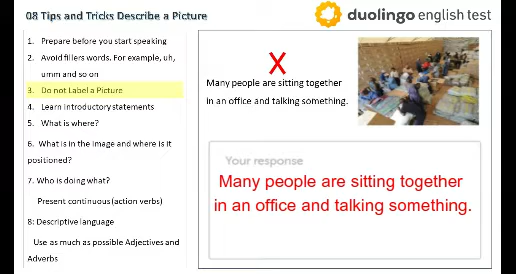 08 Tips and Tricks Describe a Picture
duolingo english test
1. Prepare before you start speaking
2. Avoid fillers words. For example, uh,
umm and so on
3. Do not Label a Picture
4. Learn introductory statements
5. What is where?
6. What is in the image and where is it
positioned?
7. Who is doing what?
Present continuous (action verbs)
8: Descriptive language
Use as much as possible Adjectives and
Adverbs
X
Many people are sitting together
in an office and talking something.
Your response
Many people are sitting together
in an office and talking something.